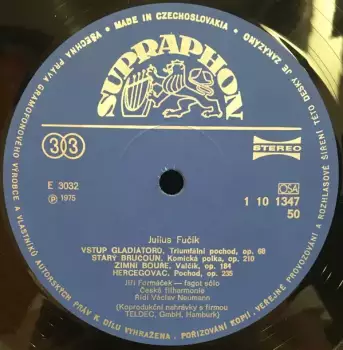 • MADE IN CZECHOSLOVAKIA •
VŠECHNA PRÁVA GRAMOFONOVÉHO VÝROBCE A VLASTNÍKŮ AUTORSKÝCH PRÁV K DÍLU VYHRAŽENA. POŘIZOVÁNÍ KOPIÍ, VEŘEJNÉ PROVOZOVÁNÍ A ROZHLASOVÉ ŠÍŘENÍ TÉTO DESKY JE ZAKÁZÁNO
SUPRAPHON
33
STEREO
E 3032
Ⓟ 1975
OSA
1 10 1347
50
Julius Fučík
VSTUP GLADIÁTORŮ, Triumfální pochod, op. 68
STARÝ BRUČOUN, Komická polka, op. 210
ZIMNÍ BOUŘE, Valčík, op. 184
HERCEGOVAC, Pochod, op. 235
Jiří Formáček — fagot sólo
Česká filharmonie
Řídí Václav Neumann
(Koprodukční nahrávky s firmou
TELDEC, GmbH, Hamburk)